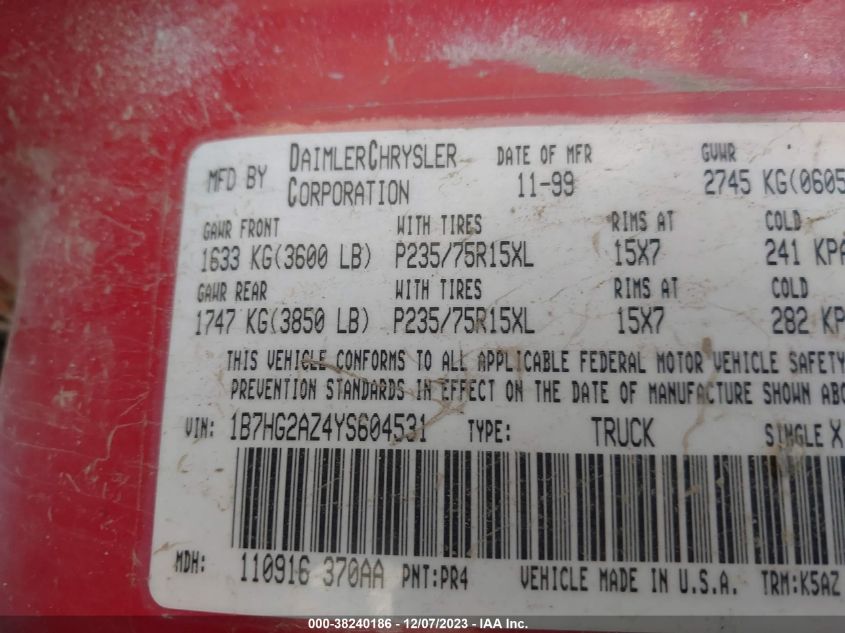 MFD BY DAIMLERCHRYSLER CORPORATION DATE OF MFR 11-99 GVWR 2745 KG(0605
GAWR FRONT WITH TIRES RIMS AT COLD
1633 KG(3600 LB) P235/75R15XL 15X7 241 KPA
GAWR REAR WITH TIRES RIMS AT COLD
1747 KG(3850 LB) P235/75R15XL 15X7 282 KP
THIS VEHICLE CONFORMS TO ALL APPLICABLE FEDERAL MOTOR VEHICLE SAFETY
PREVENTION STANDARDS IN EFFECT ON THE DATE OF MANUFACTURE SHOWN ABO
VIN: 1B7HG2AZ4YS604531 TYPE: TRUCK SINGLE X
MDH: 110916 370AA PNT:PR4 VEHICLE MADE IN U.S.A. TRM:K5AZ
000-38240186 - 12/07/2023 - IAA Inc.